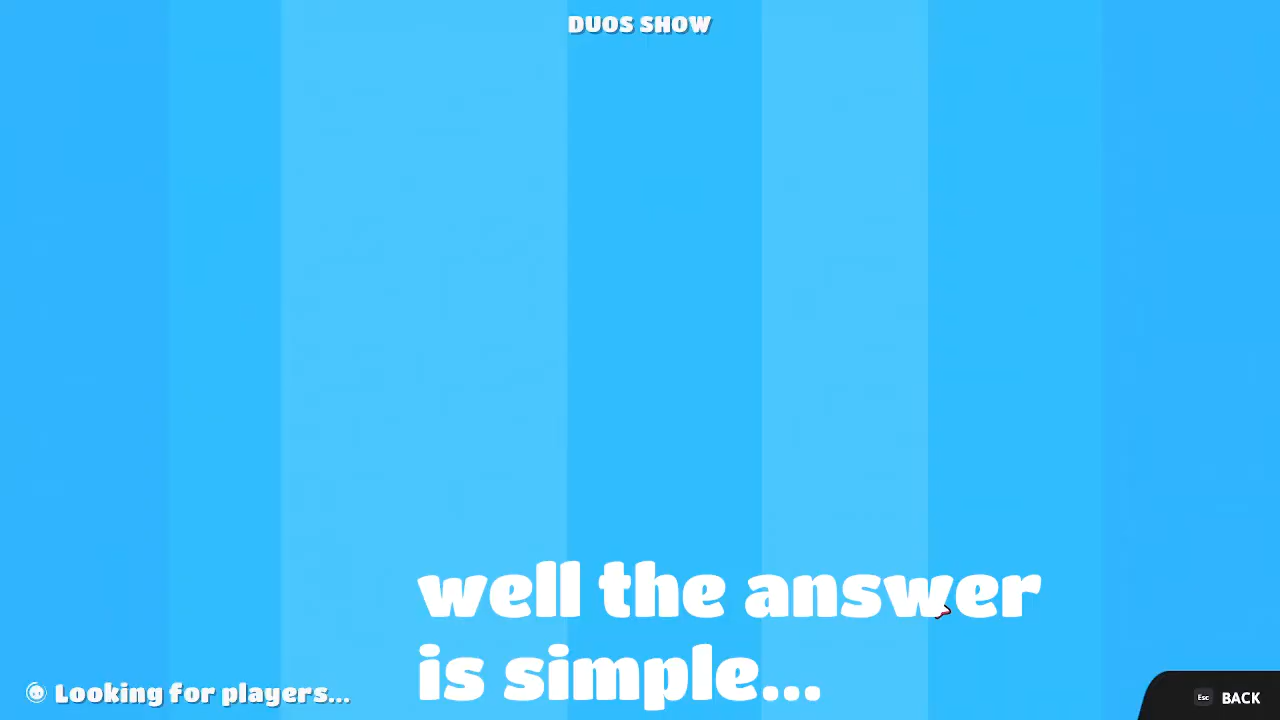 DUOS SHOW
well the answer
is simple...
Looking for players...
Esc BACK